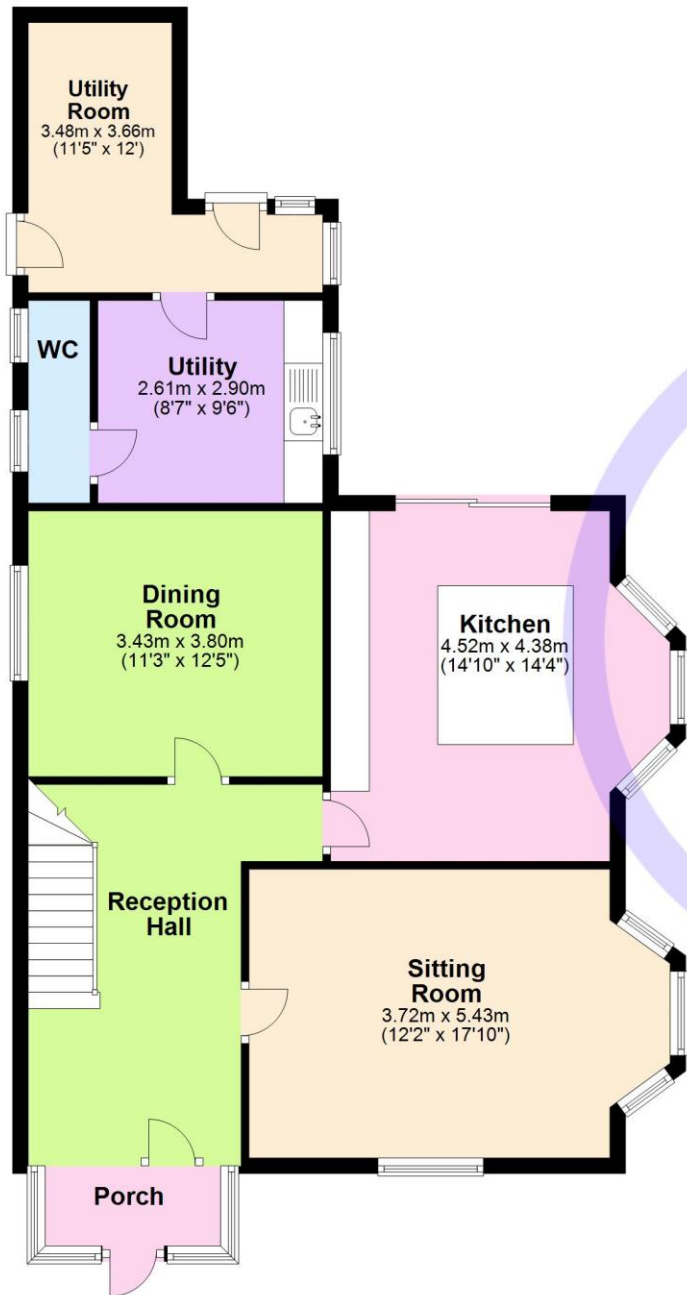 Utility
Room
3.48m x 3.66m
(11'5" x 12')
WC
Utility
2.61m x 2.90m
(8'7" x 9'6")
Dining
Room
3.43m x 3.80m
(11'3" x 12'5")
Kitchen
4.52m x 4.38m
(14'10" x 14'4")
Reception
Hall
Sitting
Room
3.72m x 5.43m
(12'2" x 17'10")
Porch